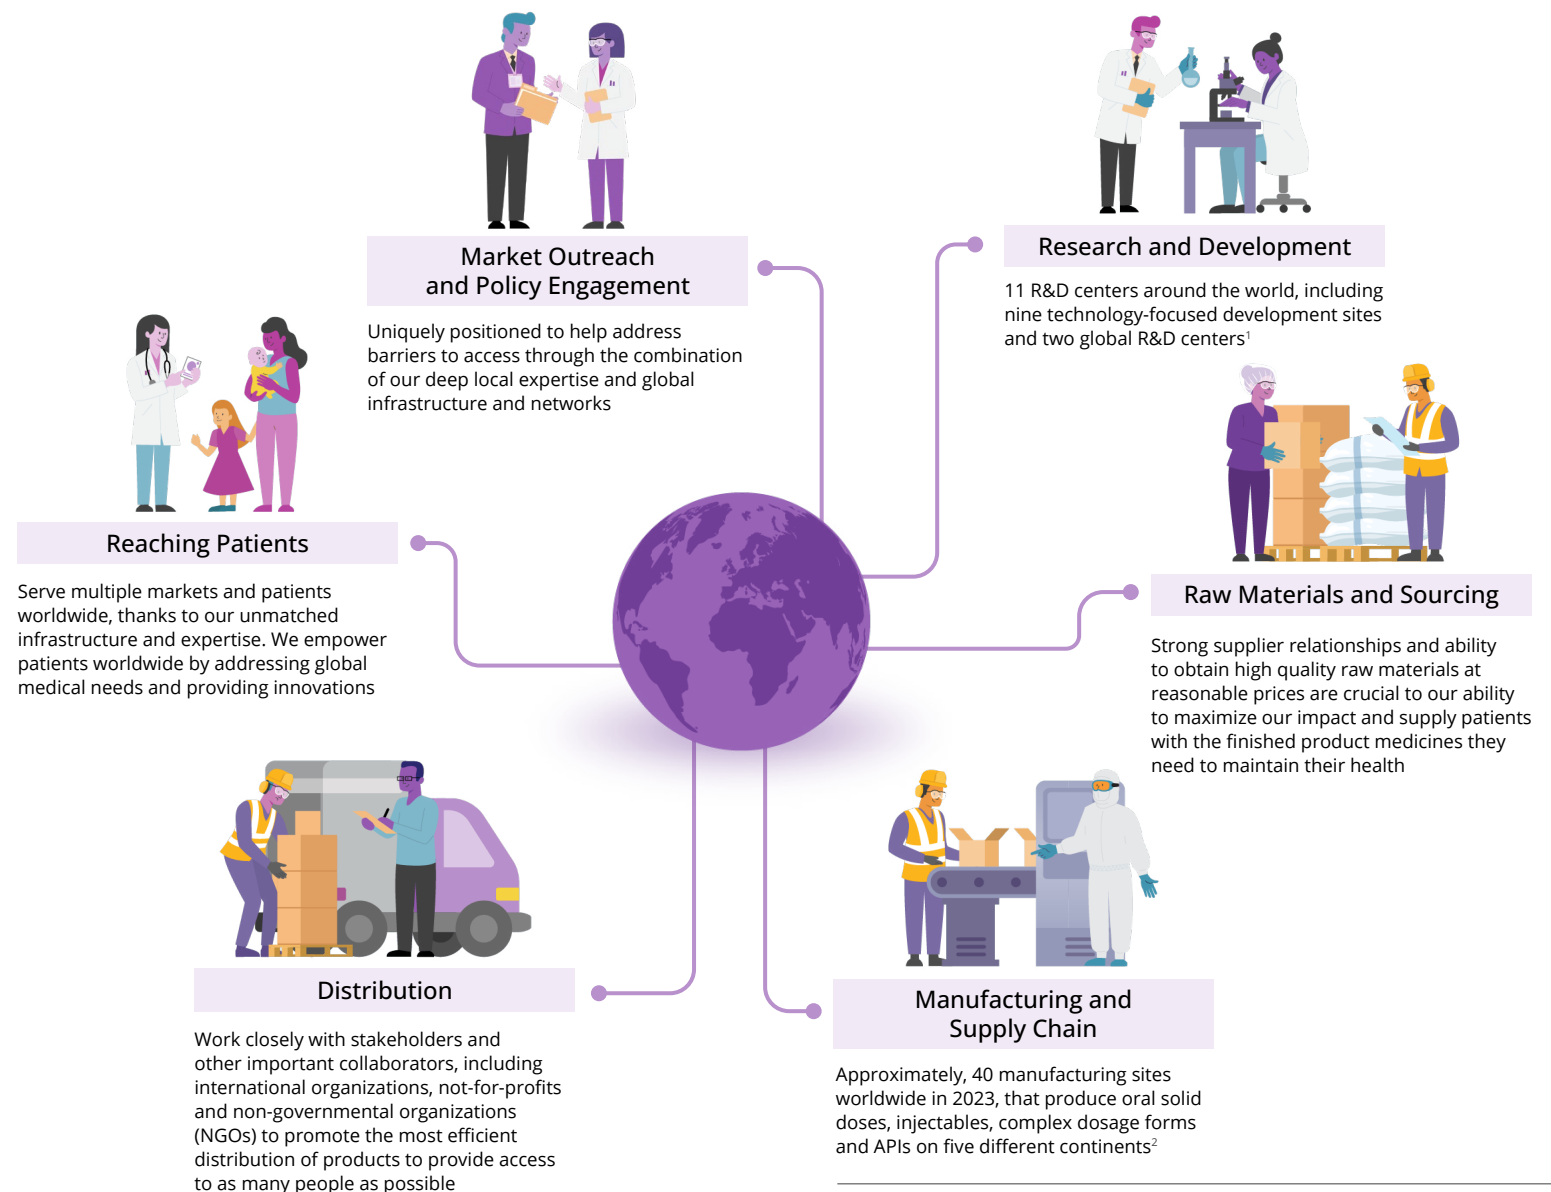 Market Outreach
and Policy Engagement
Uniquely positioned to help address
barriers to access through the combination
of our deep local expertise and global
infrastructure and networks
Research and Development
11 R&D centers around the world, including
nine technology-focused development sites
and two global R&D centers¹
Reaching Patients
Serve multiple markets and patients
worldwide, thanks to our unmatched
infrastructure and expertise. We empower
patients worldwide by addressing global
medical needs and providing innovations
Raw Materials and Sourcing
Strong supplier relationships and ability
to obtain high quality raw materials at
reasonable prices are crucial to our ability
to maximize our impact and supply patients
with the finished product medicines they
need to maintain their health
Distribution
Work closely with stakeholders and
other important collaborators, including
international organizations, not-for-profits
and non-governmental organizations
(NGOs) to promote the most efficient
distribution of products to provide access
to as many people as possible
Manufacturing and
Supply Chain
Approximately, 40 manufacturing sites
worldwide in 2023, that produce oral solid
doses, injectables, complex dosage forms
and APIs on five different continents²